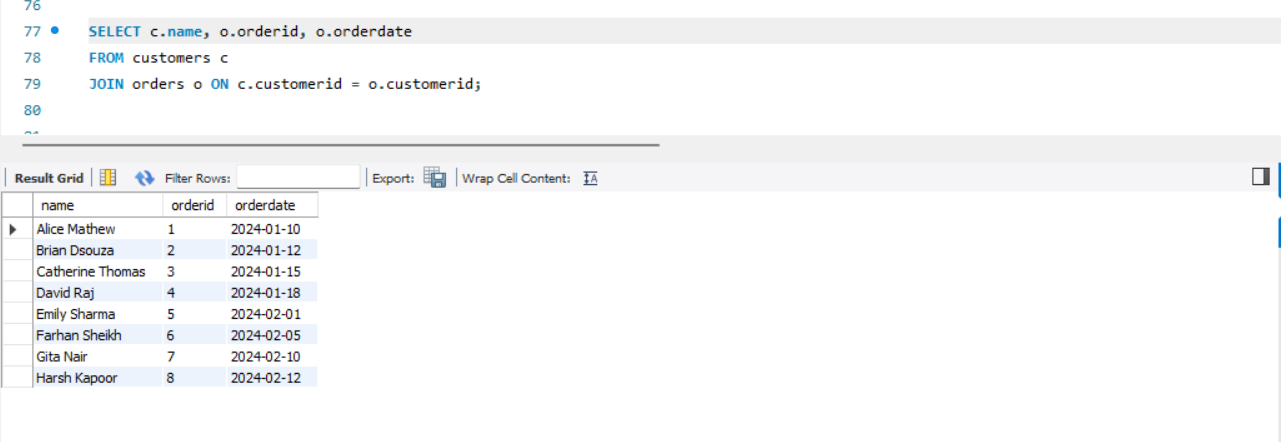 76
77 SELECT c.name, o.orderid, o.orderdate
78 FROM customers c
79 JOIN orders o ON c.customerid = o.customerid;
80
Result Grid Filter Rows: Export: Wrap Cell Content: IA
name orderid orderdate
Alice Mathew 1 2024-01-10
Brian Dsouza 2 2024-01-12
Catherine Thomas 3 2024-01-15
David Raj 4 2024-01-18
Emily Sharma 5 2024-02-01
Farhan Sheikh 6 2024-02-05
Gita Nair 7 2024-02-10
Harsh Kapoor 8 2024-02-12